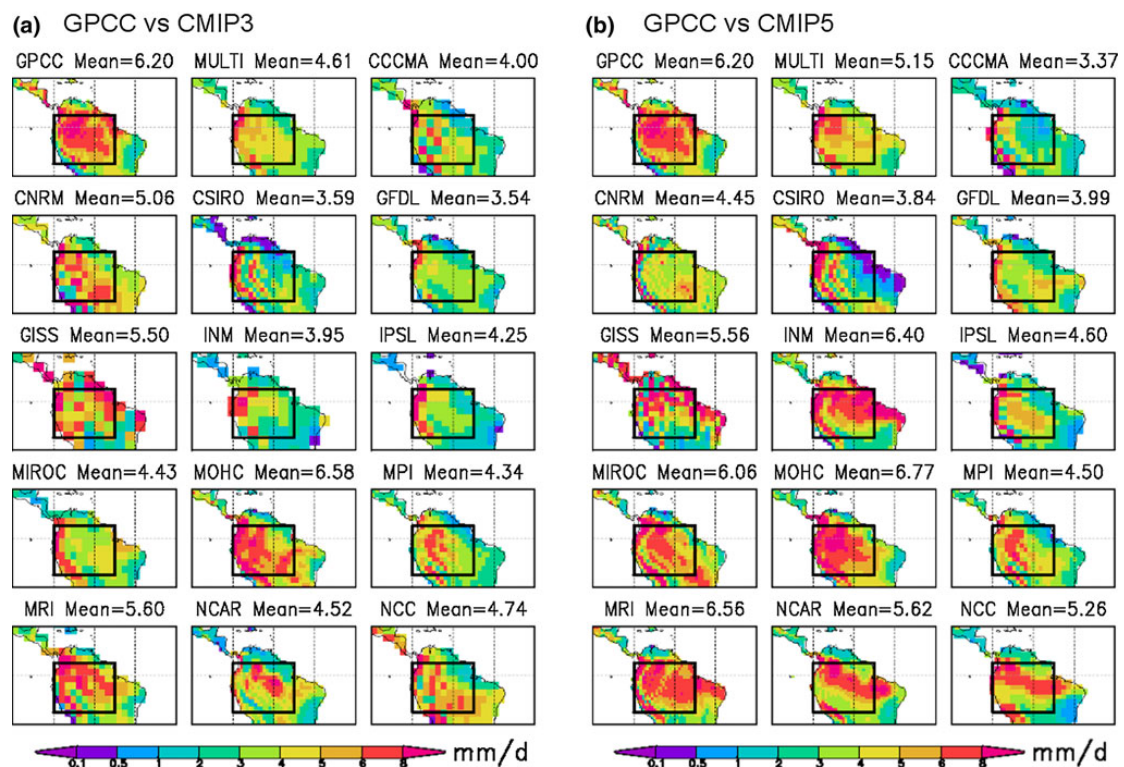 (a) GPCC vs CMIP3
GPCC Mean=6.20 MULTI Mean=4.61 CCCMA Mean=4.00
CNRM Mean=5.06 CSIRO Mean=3.59 GFDL Mean=3.54
GISS Mean=5.50 INM Mean=3.95 IPSL Mean=4.25
MIROC Mean=4.43 MOHC Mean=6.58 MPI Mean=4.34
MRI Mean=5.60 NCAR Mean=4.52 NCC Mean=4.74
0.1 0.5 1 2 3 4 5 6 8 mm/d
(b) GPCC vs CMIP5
GPCC Mean=6.20 MULTI Mean=5.15 CCCMA Mean=3.37
CNRM Mean=4.45 CSIRO Mean=3.84 GFDL Mean=3.99
GISS Mean=5.56 INM Mean=6.40 IPSL Mean=4.60
MIROC Mean=6.06 MOHC Mean=6.77 MPI Mean=4.50
MRI Mean=6.56 NCAR Mean=5.62 NCC Mean=5.26
0.1 0.5 1 2 3 4 5 6 8 mm/d